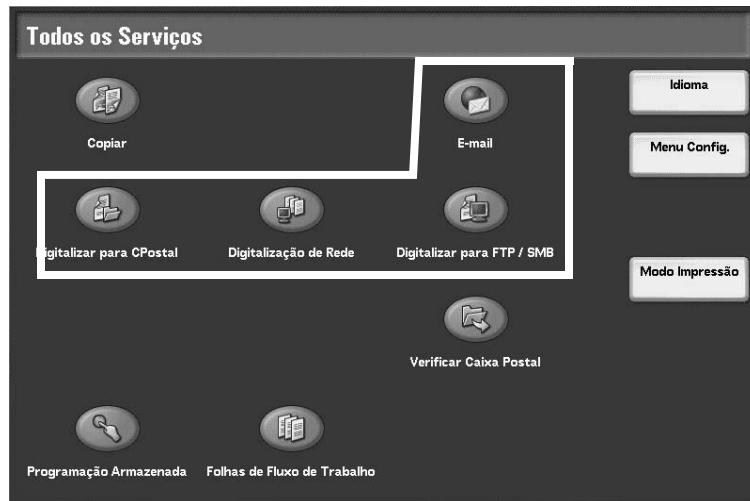 Todos os Serviços
Copiar
E-mail
Idioma
Menu Config.
Digitalizar para CPostal
Digitalização de Rede
Digitalizar para FTP / SMB
Modo Impressão
Verificar Caixa Postal
Programação Armazenada
Folhas de Fluxo de Trabalho